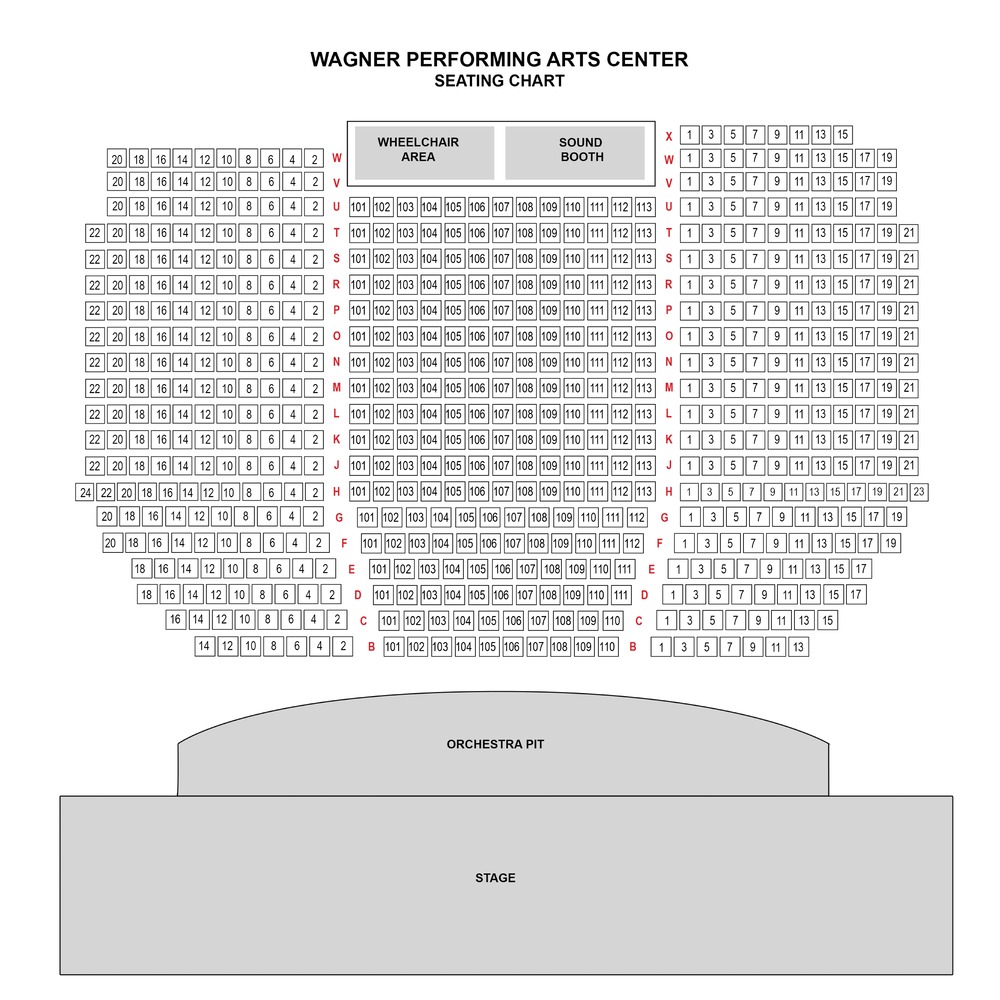 WAGNER PERFORMING ARTS CENTER
SEATING CHART
WHEELCHAIR AREA SOUND BOOTH X 1 3 5 7 9 11 13 15
20 18 16 14 12 10 8 6 4 2 W W 1 3 5 7 9 11 13 15 17 19
20 18 16 14 12 10 8 6 4 2 V V 1 3 5 7 9 11 13 15 17 19
20 18 16 14 12 10 8 6 4 2 U 101 102 103 104 105 106 107 108 109 110 111 112 113 U 1 3 5 7 9 11 13 15 17 19
22 20 18 16 14 12 10 8 6 4 2 T 101 102 103 104 105 106 107 108 109 110 111 112 113 T 1 3 5 7 9 11 13 15 17 19 21
22 20 18 16 14 12 10 8 6 4 2 S 101 102 103 104 105 106 107 108 109 110 111 112 113 S 1 3 5 7 9 11 13 15 17 19 21
22 20 18 16 14 12 10 8 6 4 2 R 101 102 103 104 105 106 107 108 109 110 111 112 113 R 1 3 5 7 9 11 13 15 17 19 21
22 20 18 16 14 12 10 8 6 4 2 P 101 102 103 104 105 106 107 108 109 110 111 112 113 P 1 3 5 7 9 11 13 15 17 19 21
22 20 18 16 14 12 10 8 6 4 2 O 101 102 103 104 105 106 107 108 109 110 111 112 113 O 1 3 5 7 9 11 13 15 17 19 21
22 20 18 16 14 12 10 8 6 4 2 N 101 102 103 104 105 106 107 108 109 110 111 112 113 N 1 3 5 7 9 11 13 15 17 19 21
22 20 18 16 14 12 10 8 6 4 2 M 101 102 103 104 105 106 107 108 109 110 111 112 113 M 1 3 5 7 9 11 13 15 17 19 21
22 20 18 16 14 12 10 8 6 4 2 L 101 102 103 104 105 106 107 108 109 110 111 112 113 L 1 3 5 7 9 11 13 15 17 19 21
22 20 18 16 14 12 10 8 6 4 2 K 101 102 103 104 105 106 107 108 109 110 111 112 113 K 1 3 5 7 9 11 13 15 17 19 21
22 20 18 16 14 12 10 8 6 4 2 J 101 102 103 104 105 106 107 108 109 110 111 112 113 J 1 3 5 7 9 11 13 15 17 19 21
24 22 20 18 16 14 12 10 8 6 4 2 H 101 102 103 104 105 106 107 108 109 110 111 112 113 H 1 3 5 7 9 11 13 15 17 19 21 23
20 18 16 14 12 10 8 6 4 2 G 101 102 103 104 105 106 107 108 109 110 111 112 G 1 3 5 7 9 11 13 15 17 19
20 18 16 14 12 10 8 6 4 2 F 101 102 103 104 105 106 107 108 109 110 111 112 F 1 3 5 7 9 11 13 15 17 19
18 16 14 12 10 8 6 4 2 E 101 102 103 104 105 106 107 108 109 110 111 E 1 3 5 7 9 11 13 15 17
18 16 14 12 10 8 6 4 2 D 101 102 103 104 105 106 107 108 109 110 111 D 1 3 5 7 9 11 13 15 17
16 14 12 10 8 6 4 2 C 101 102 103 104 105 106 107 108 109 110 C 1 3 5 7 9 11 13 15
14 12 10 8 6 4 2 B 101 102 103 104 105 106 107 108 109 110 B 1 3 5 7 9 11 13
ORCHESTRA PIT
STAGE